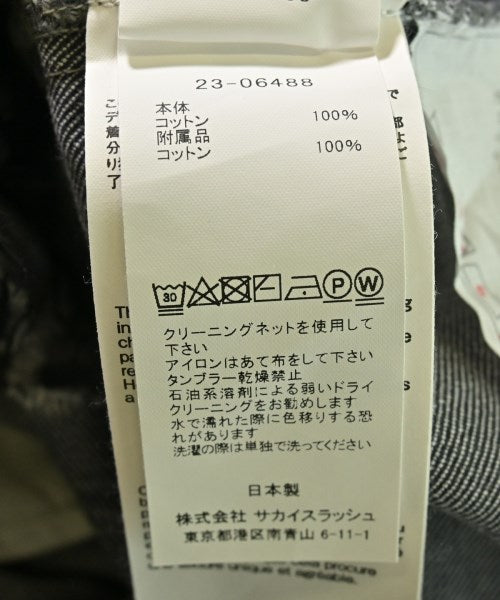 23-06488
本体
コットン 100%
附属品
コットン 100%
30 P W
クリーニングネットを使用して
下さい
アイロンはあて布をして下さい
タンブラー乾燥禁止
石油系溶剤による弱いドライ
クリーニングをお勧めします
水で濡れた際に色移りする恐
れがあります
洗濯の際は単独で洗ってください
日本製
株式会社 サカイスラッシュ
東京都港区南青山 6-11-1